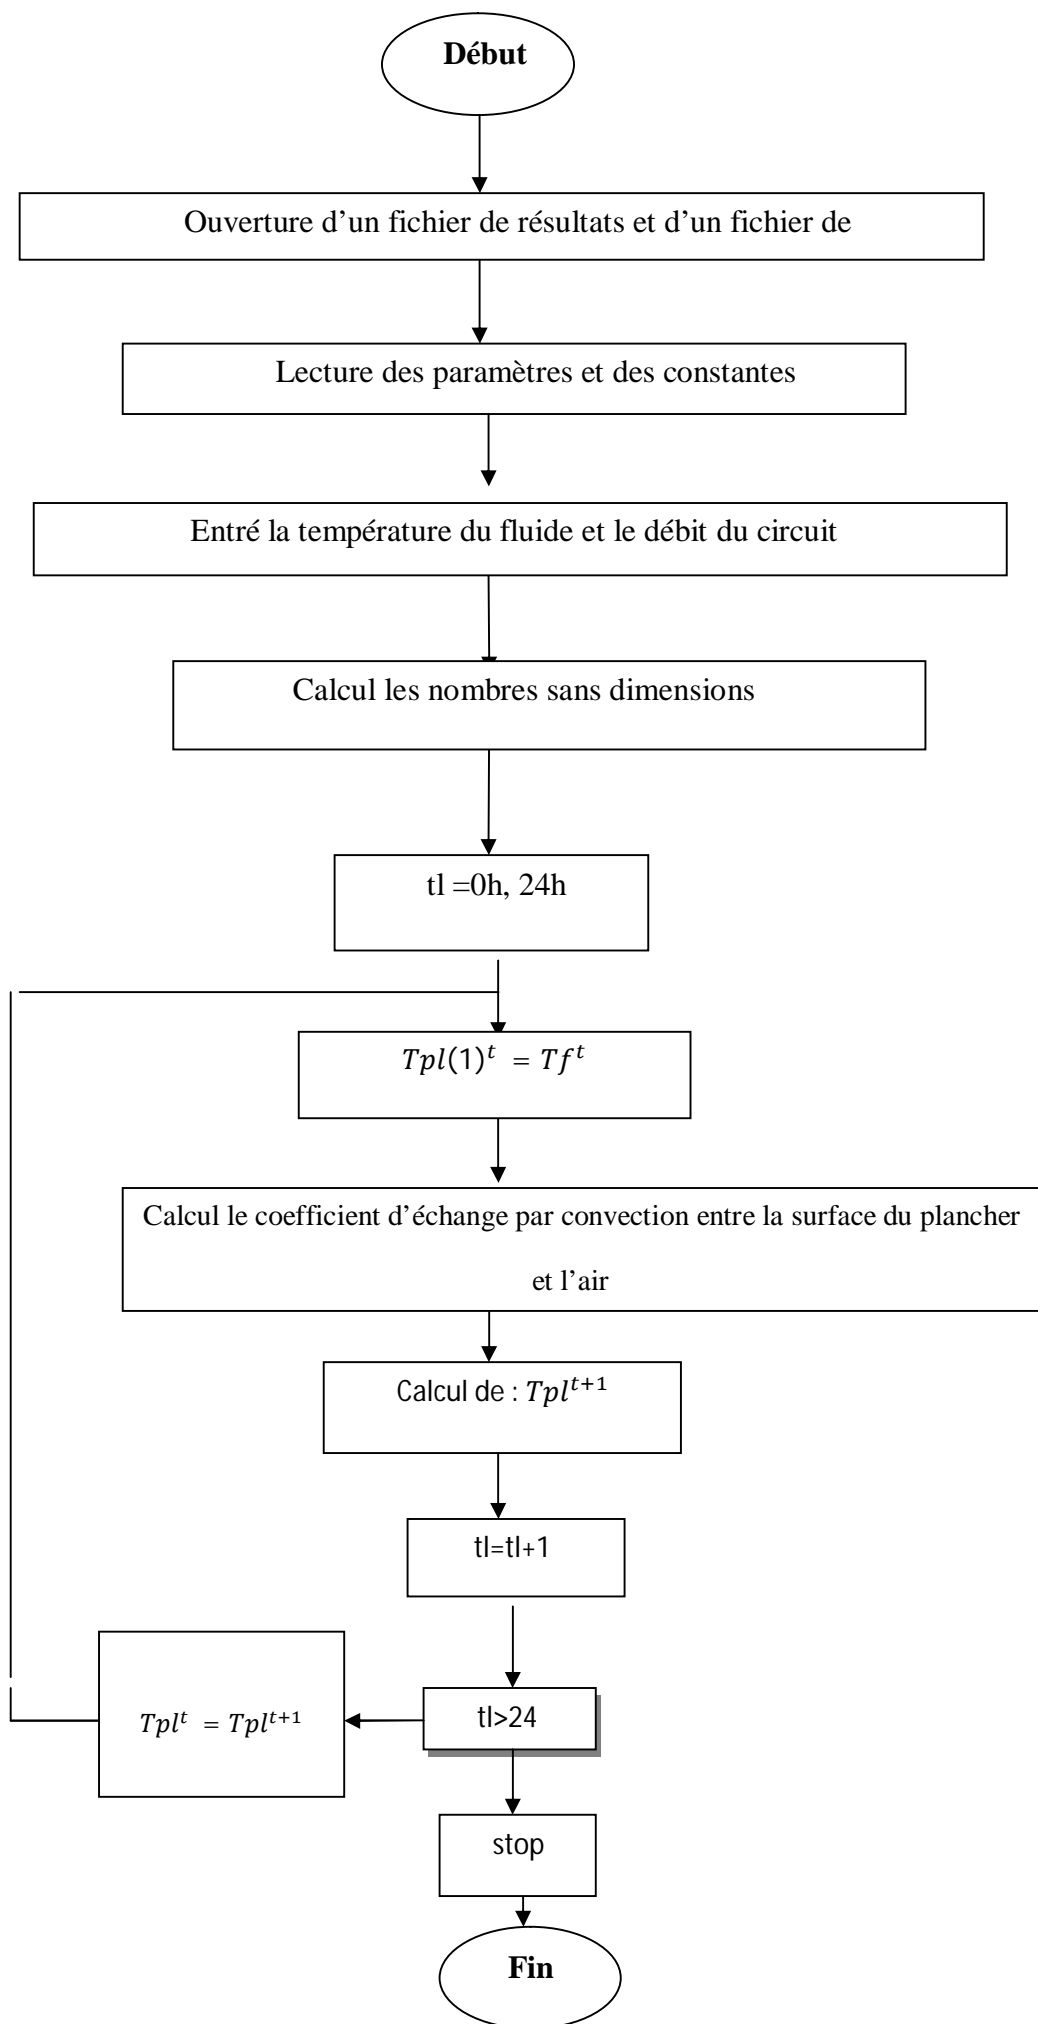 Début
Ouverture d’un fichier de résultats et d’un fichier de
Lecture des paramètres et des constantes
Entré la température du fluide et le débit du circuit
Calcul les nombres sans dimensions
tl =0h, 24h
Tpl(1)^t = Tf^t
Calcul le coefficient d’échange par convection entre la surface du plancher
et l’air
Calcul de : Tpl^{t+1}
tl=tl+1
tl>24
Tpl^t = Tpl^{t+1}
stop
Fin